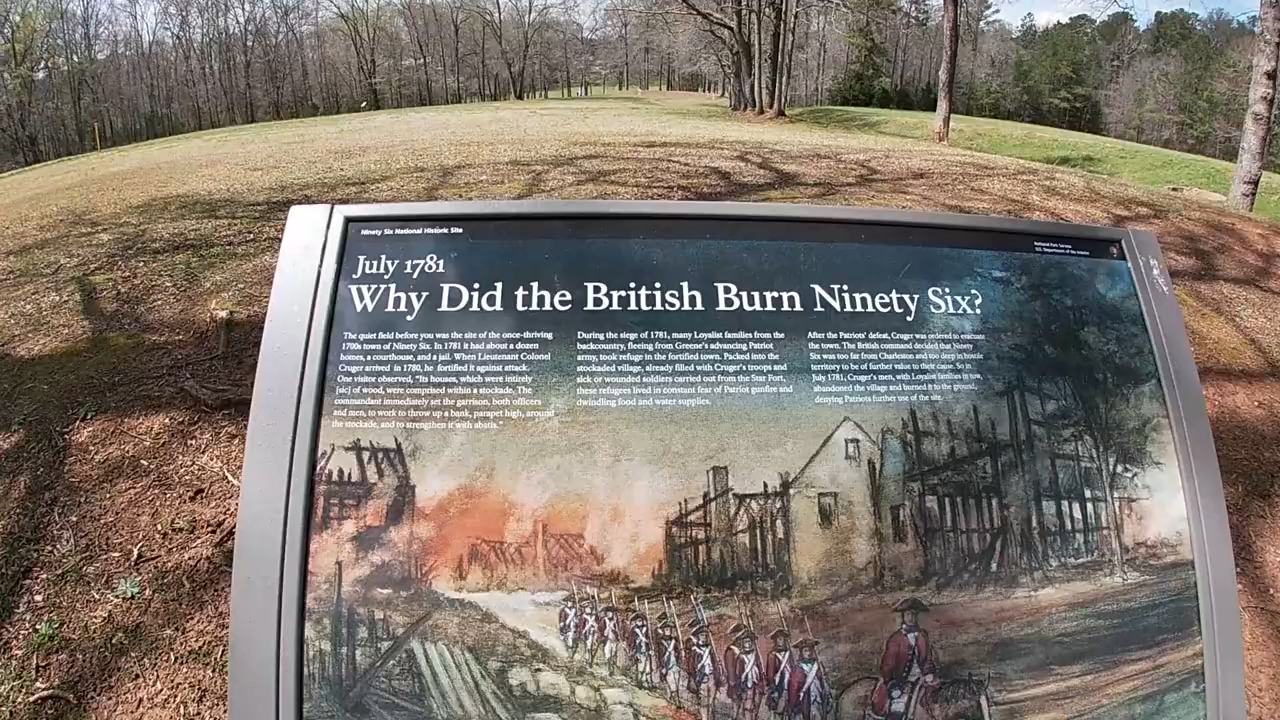 Ninety Six National Historic Site
National Park Service
U.S. Department of the Interior
July 1781
Why Did the British Burn Ninety Six?
The quiet field before you was the site of the once-thriving
1700s town of Ninety Six. In 1781 it had about a dozen
homes, a courthouse, and a jail. When Lieutenant Colonel
Cruger arrived in 1780, he fortified it against attack.
One visitor observed, "Its houses, which were intirely
[sic] of wood, were comprised within a stockade. The
commandant immediately set the garrison, both officers
and men, to work to throw up a bank, parapet high, around
the stockade, and to strengthen it with abatis."
During the siege of 1781, many Loyalist families from the
backcountry, fleeing from Greene's advancing Patriot
army, took refuge in the fortified town. Packed into the
stockaded village, already filled with Cruger's troops and
sick or wounded soldiers carried out from the Star Fort,
these refugees lived in constant fear of Patriot gunfire and
dwindling food and water supplies.
After the Patriots' defeat, Cruger was ordered to evacuate
the town. The British command decided that Ninety
Six was too far from Charleston and too deep in hostile
territory to be of further value to their cause. So in
July 1781, Cruger's men, with Loyalist families in tow,
abandoned the village and burned it to the ground,
denying Patriots further use of the site.